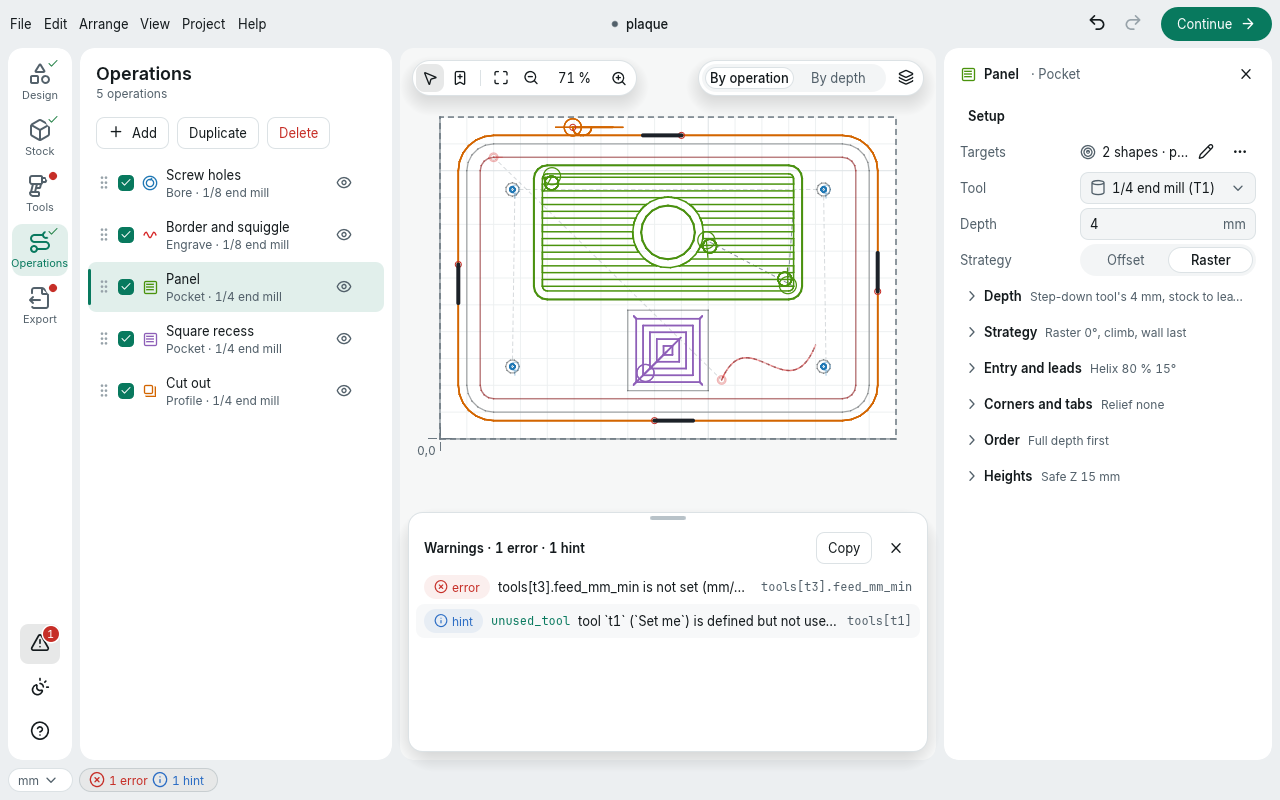 File Edit Arrange View Project Help
plaque
Continue
Design
Stock
Tools
Operations
Export
1
Operations
5 operations
Add Duplicate Delete
Screw holes
Bore · 1/8 end mill
Border and squiggle
Engrave · 1/8 end mill
Panel
Pocket · 1/4 end mill
Square recess
Pocket · 1/4 end mill
Cut out
Profile · 1/4 end mill
71 %
By operation By depth
0,0
Warnings · 1 error · 1 hint
Copy
error tools[t3].feed_mm_min is not set (mm/... tools[t3].feed_mm_min
hint unused_tool tool `t1` (`Set me`) is defined but not use... tools[t1]
Panel · Pocket
Setup
Targets 2 shapes · p...
Tool 1/4 end mill (T1)
Depth 4 mm
Strategy Offset Raster
Depth Step-down tool's 4 mm, stock to lea...
Strategy Raster 0°, climb, wall last
Entry and leads Helix 80 % 15°
Corners and tabs Relief none
Order Full depth first
Heights Safe Z 15 mm
mm
1 error 1 hint